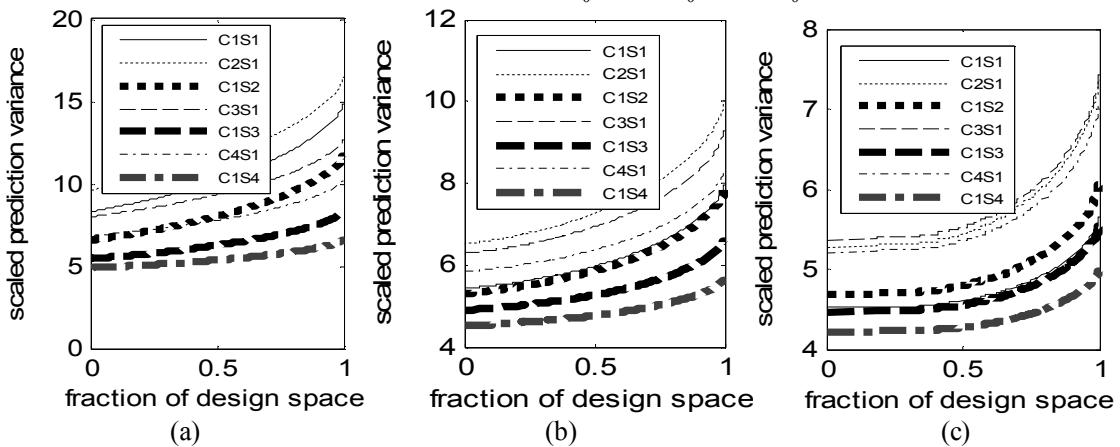 20
15
10
5
0
scaled prediction variance
C1S1
C2S1
C1S2
C3S1
C1S3
C4S1
C1S4
0
0.5
1
fraction of design space
(a)
12
10
8
6
4
scaled prediction variance
C1S1
C2S1
C1S2
C3S1
C1S3
C4S1
C1S4
0
0.5
1
fraction of design space
(b)
8
7
6
5
4
scaled prediction variance
C1S1
C2S1
C1S2
C3S1
C1S3
C4S1
C1S4
0
0.5
1
fraction of design space
(c)